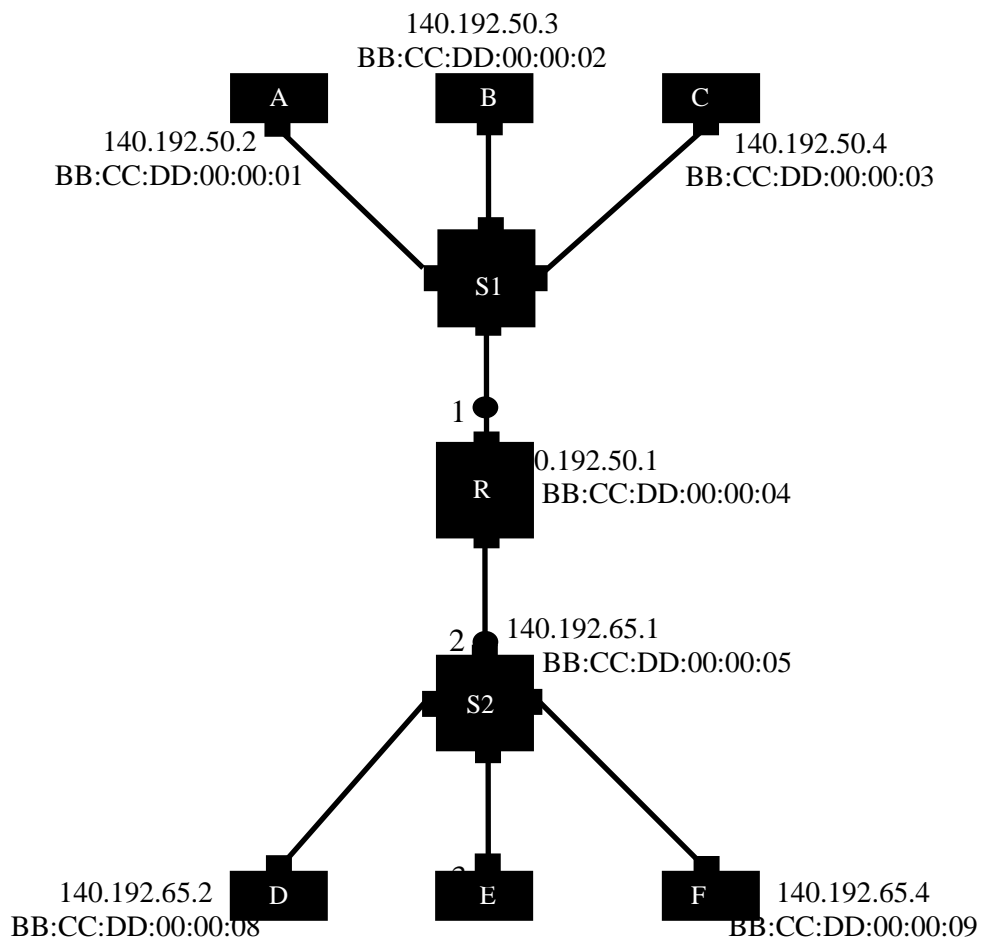 140.192.50.3
BB:CC:DD:00:00:02
A
B
C
140.192.50.2
BB:CC:DD:00:00:01
140.192.50.4
BB:CC:DD:00:00:03
S1
1
0.192.50.1
R
BB:CC:DD:00:00:04
2
140.192.65.1
BB:CC:DD:00:00:05
S2
140.192.65.2
BB:CC:DD:00:00:08
D
E
F
140.192.65.4
BB:CC:DD:00:00:09